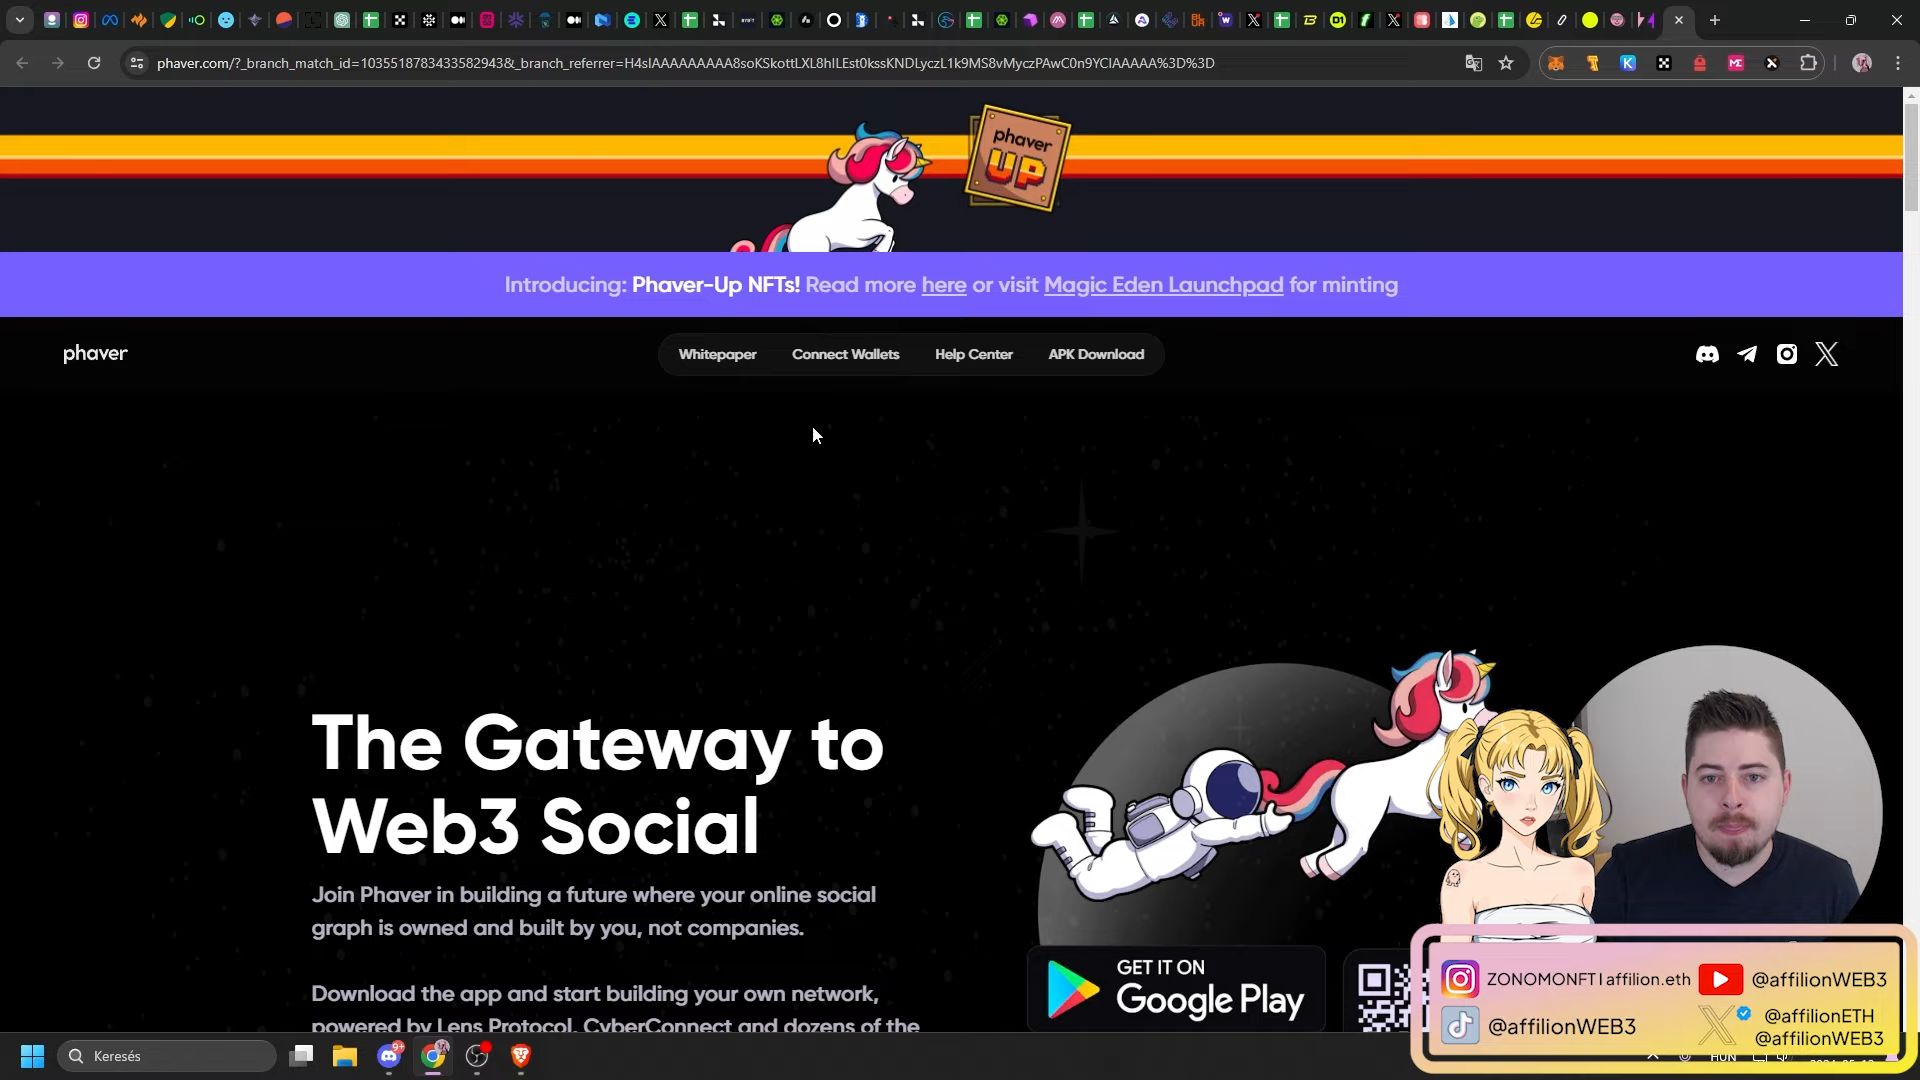 phaver.com/?_branch_match_id=1035518783433582943&_branch_referrer=H4sIAAAAAAAAA8soKSkottLXL8hILEst0kssKNDLyczL1k9MS8vMyczPAwC0n9YCIAAAAA%3D%3D
phaver
UP
Introducing: Phaver-Up NFTs! Read more here or visit Magic Eden Launchpad for minting
phaver
Whitepaper
Connect Wallets
Help Center
APK Download
The Gateway to
Web3 Social
Join Phaver in building a future where your online social
graph is owned and built by you, not companies.
Download the app and start building your own network,
powered by Lens Protocol, CyberConnect and dozens of the
GET IT ON
Google Play
ZONOMONFT | affilion.eth
@affilionWEB3
@affilionWEB3
@affilionETH
@affilionWEB3
Keresés
9+
HUN